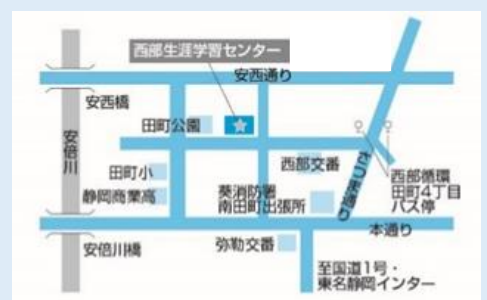 西部生涯学習センター
安西通り
安西橋
田町公園
安倍川
田町小
静岡商業高
西部交番
葵消防署
南田町出張所
西部循環
田町4丁目
バス停
本通り
安倍川橋
弥勒交番
至国道1号・
東名静岡インター